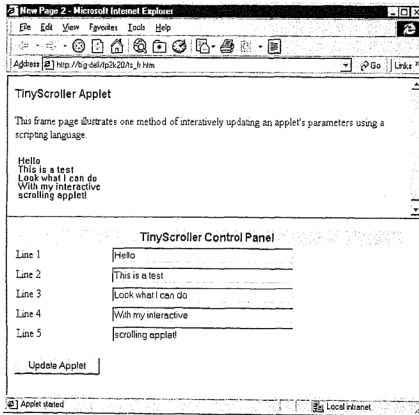 New Page 2 - Microsoft Internet Explorer
File Edit View Favorites Tools Help
Address http://big-dell/fp2k20/ts_fr.htm Go Links
TinyScroller Applet
This frame page illustrates one method of interatively updating an applet's parameters using a
scripting language.
Hello
This is a test
Look what I can do
With my interactive
scrolling applet!
TinyScroller Control Panel
Line 1 Hello
Line 2 This is a test
Line 3 Look what I can do
Line 4 With my interactive
Line 5 scrolling applet!
Update Applet
Applet started Local intranet